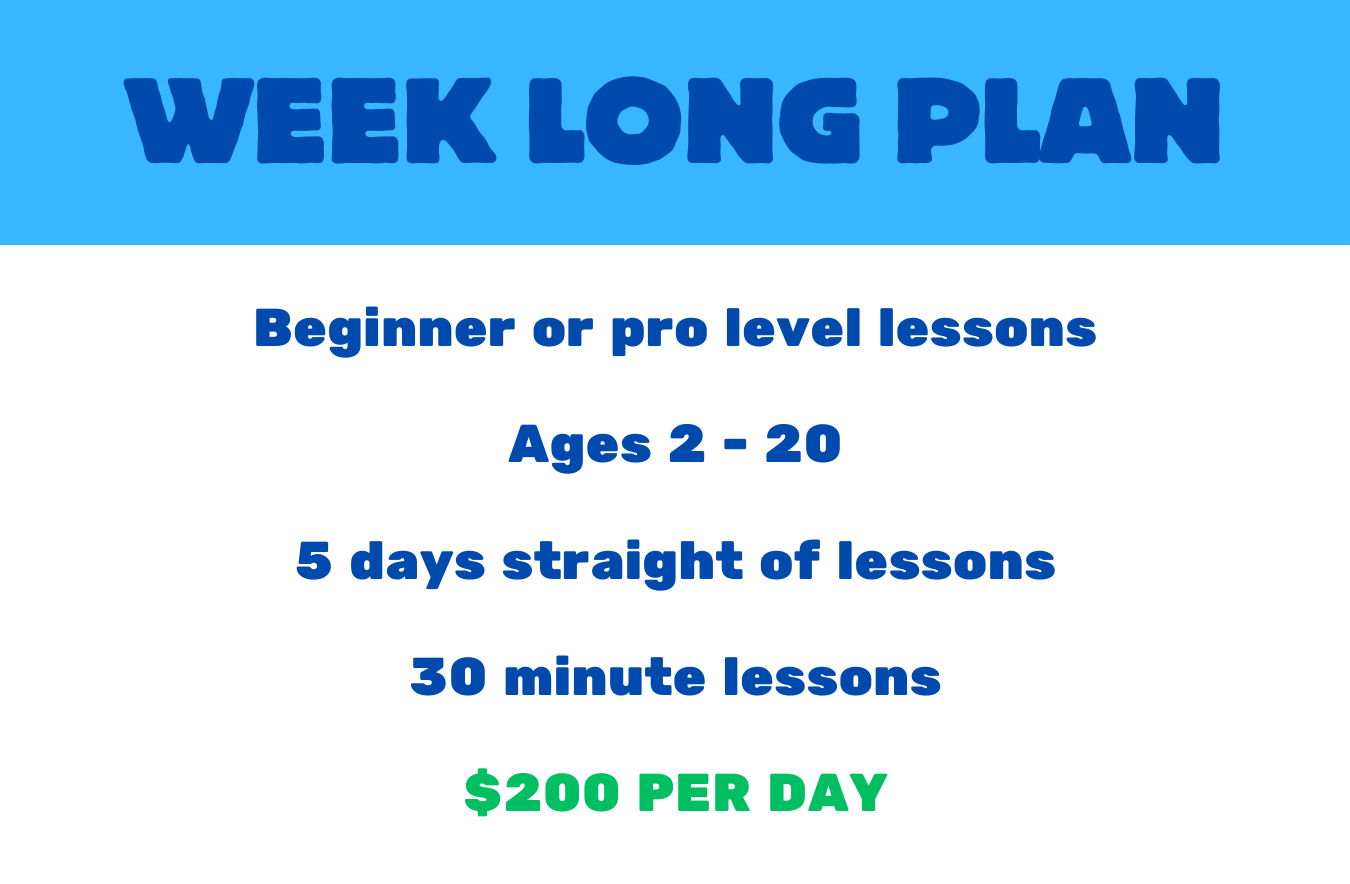 WEEK LONG PLAN
Beginner or pro level lessons
Ages 2 - 20
5 days straight of lessons
30 minute lessons
$200 PER DAY